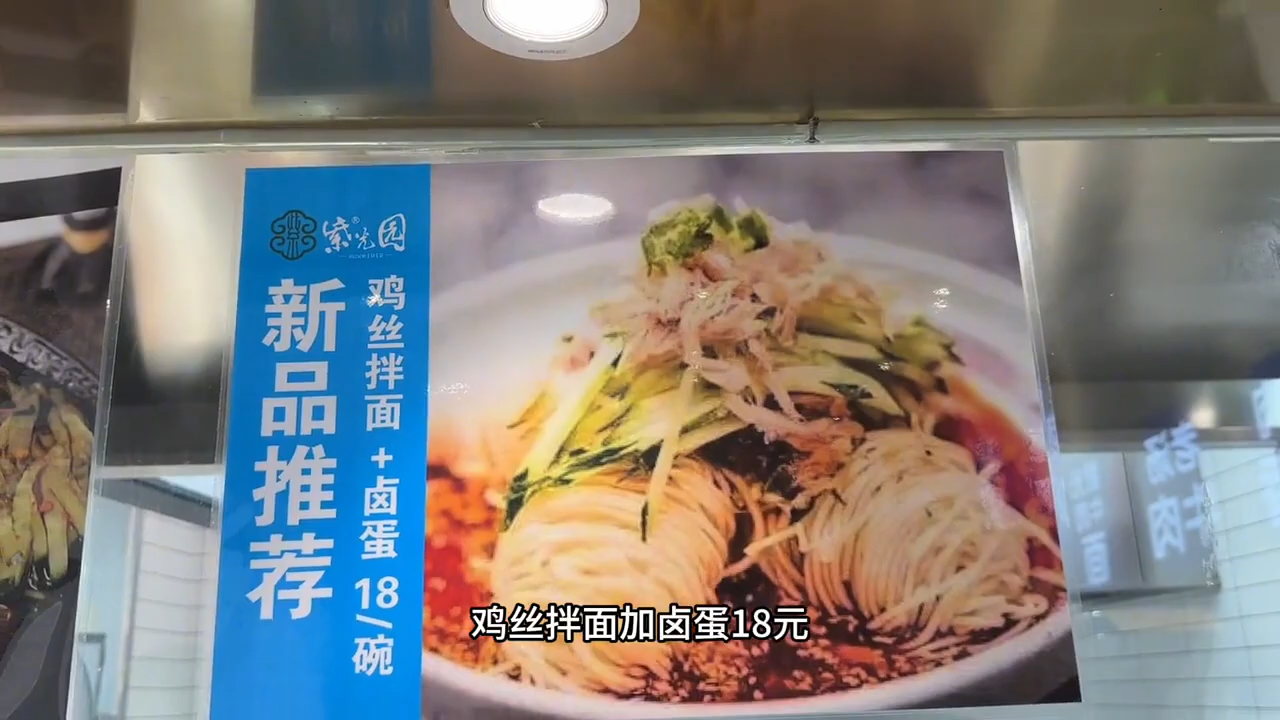 紫光园
since1912
新品推荐
鸡丝拌面+卤蛋 18/碗
鸡丝拌面加卤蛋18元